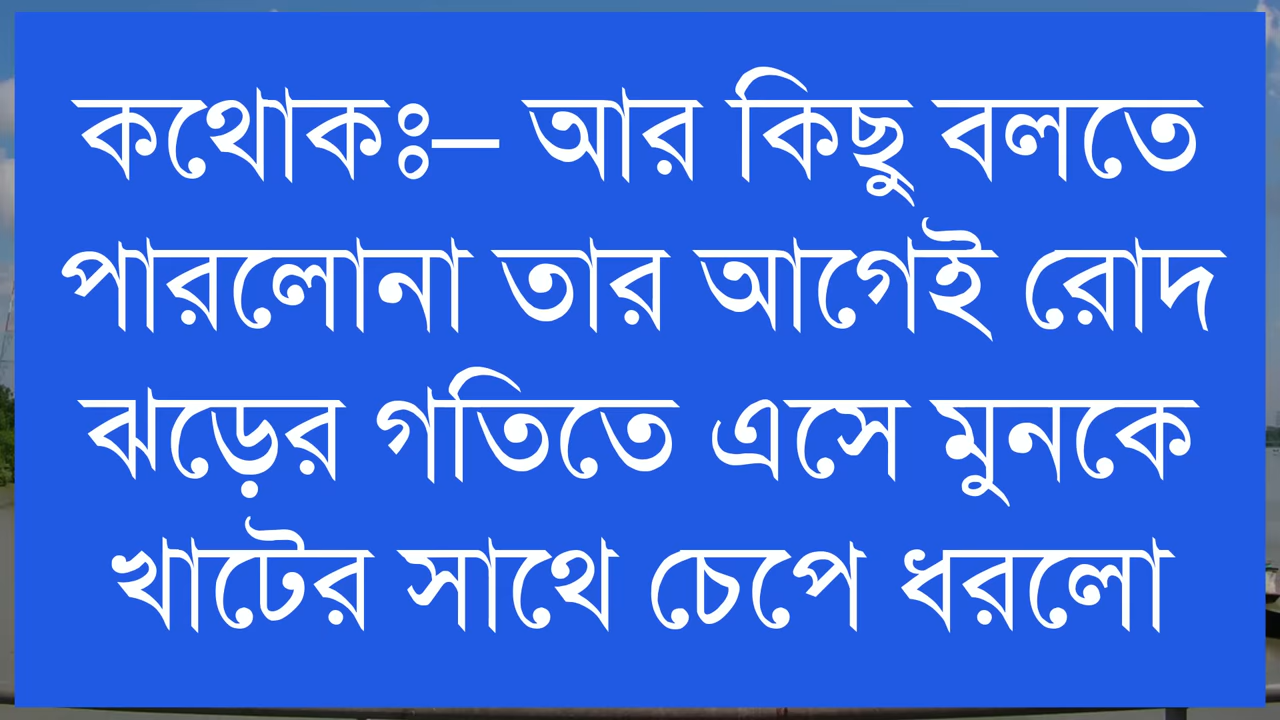 কথোকঃ– আর কিছু বলতে
পারলোনা তার আগেই রোদ
ঝড়ের গতিতে এসে মুনকে
খাটের সাথে চেপে ধরলো